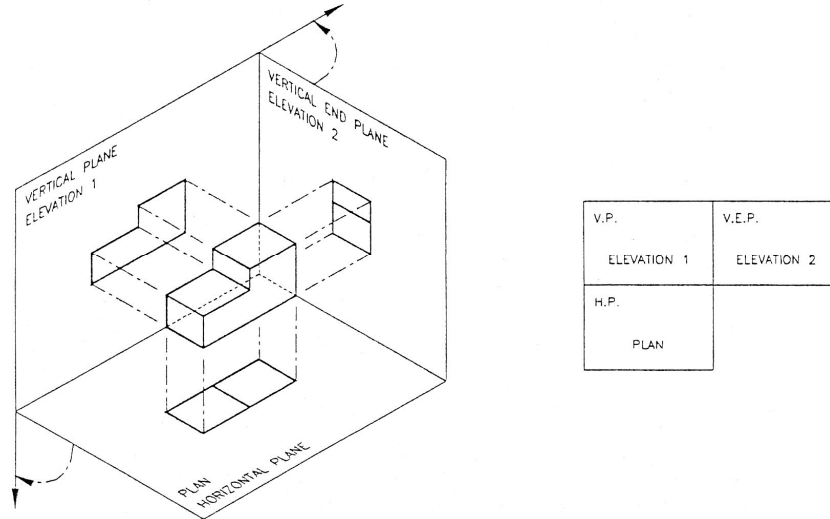 VERTICAL PLANE
ELEVATION 1
VERTICAL END PLANE
ELEVATION 2
PLAN
HORIZONTAL PLANE
V.P.
ELEVATION 1
V.E.P.
ELEVATION 2
H.P.
PLAN